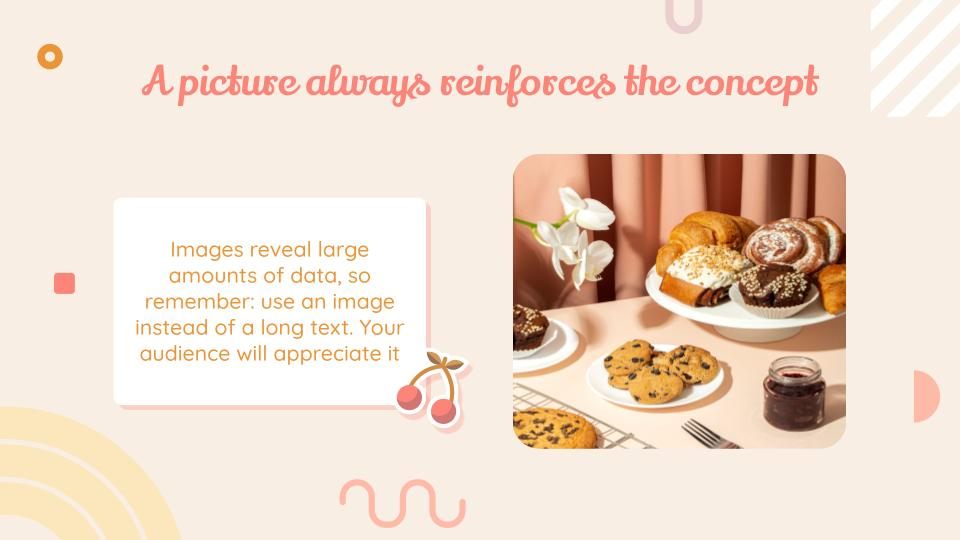 A picture always reinforces the concept
Images reveal large
amounts of data, so
remember: use an image
instead of a long text. Your
audience will appreciate it